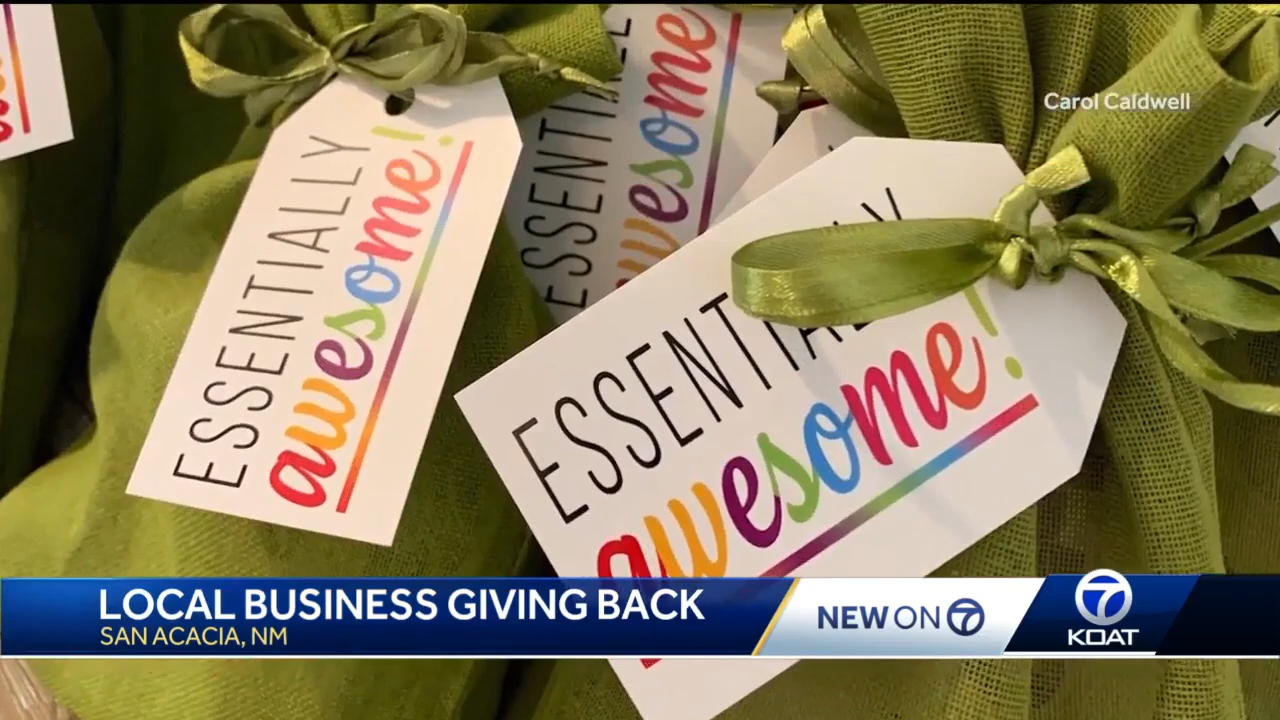 Carol Caldwell
ESSENTIALLY
awesome!
ESSENTIALLY
awesome!
ESSENTIALLY
awesome!
LOCAL BUSINESS GIVING BACK
SAN ACACIA, NM
NEW ON 7
7
KOAT